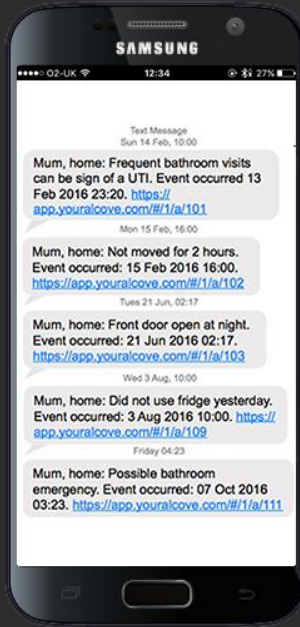 SAMSUNG
O2-UK 12:34 27%
Text Message
Sun 14 Feb, 10:00
Mum, home: Frequent bathroom visits
can be sign of a UTI. Event occurred 13
Feb 2016 23:20. https://
app.youralcove.com/#/1/a/101
Mon 15 Feb, 16:00
Mum, home: Not moved for 2 hours.
Event occurred: 15 Feb 2016 16:00.
https://app.youralcove.com/#/1/a/102
Tues 21 Jun, 02:17
Mum, home: Front door open at night.
Event occurred: 21 Jun 2016 02.17.
https://app.youralcove.com/#/1/a/103
Wed 3 Aug, 10:00
Mum, home: Did not use fridge yesterday.
Event occurred: 3 Aug 2016 10:00. https://
app.youralcove.com/#/1/a/109
Friday 04:23
Mum, home: Possible bathroom
emergency. Event occurred: 07 Oct 2016
03:23. https://app.youralcove.com/#/1/a/111